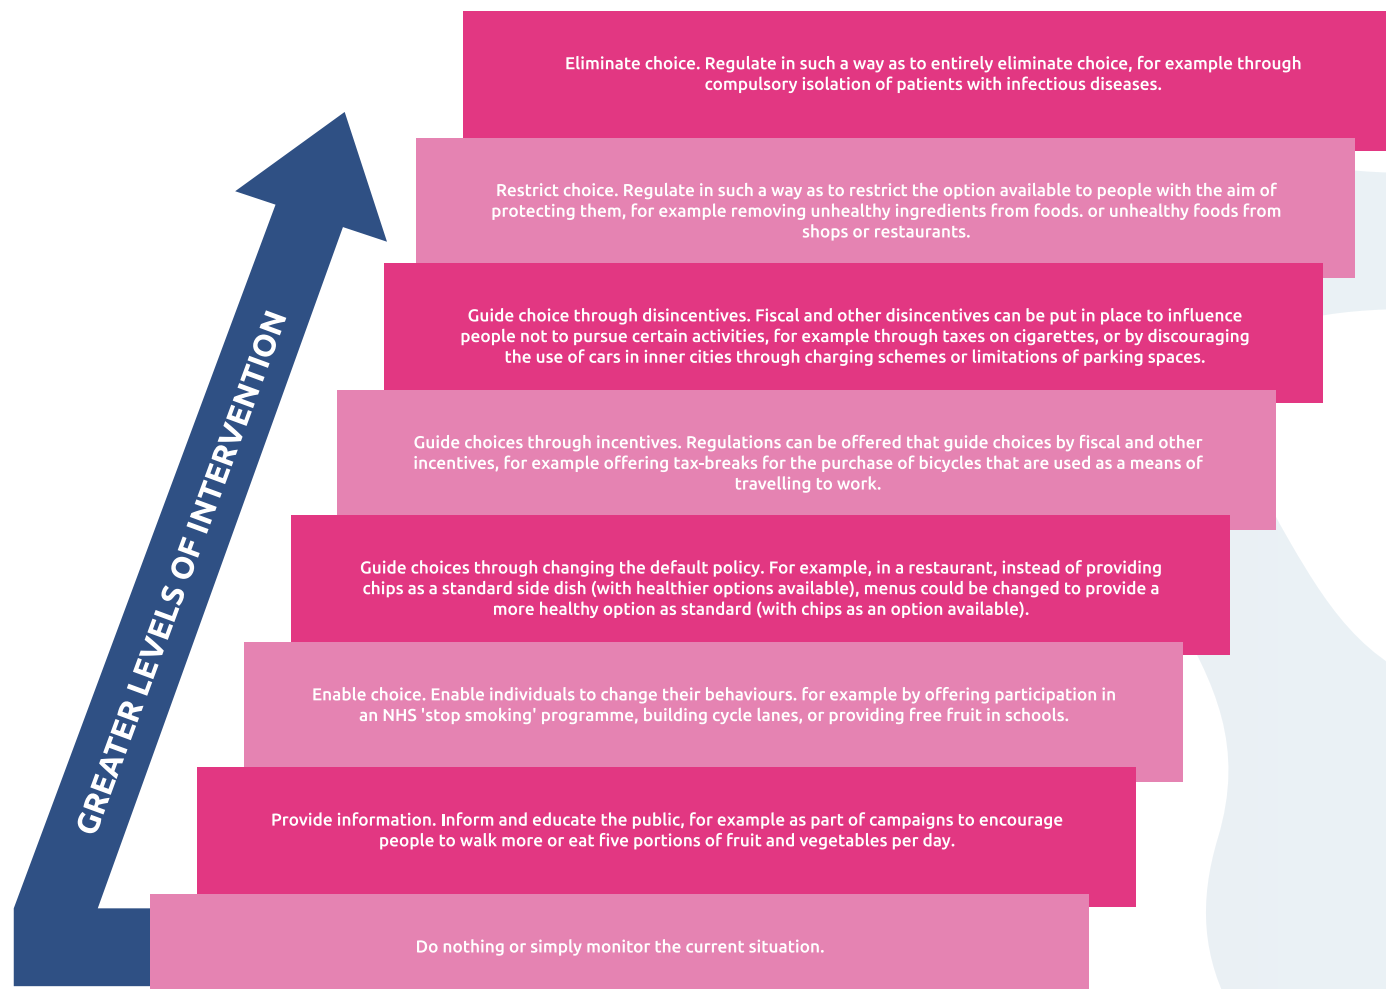 Eliminate choice. Regulate in such a way as to entirely eliminate choice, for example through
compulsory isolation of patients with infectious diseases.
Restrict choice. Regulate in such a way as to restrict the option available to people with the aim of
protecting them, for example removing unhealthy ingredients from foods. or unhealthy foods from
shops or restaurants.
Guide choice through disincentives. Fiscal and other disincentives can be put in place to influence
people not to pursue certain activities, for example through taxes on cigarettes, or by discouraging
the use of cars in inner cities through charging schemes or limitations of parking spaces.
Guide choices through incentives. Regulations can be offered that guide choices by fiscal and other
incentives, for example offering tax-breaks for the purchase of bicycles that are used as a means of
travelling to work.
Guide choices through changing the default policy. For example, in a restaurant, instead of providing
chips as a standard side dish (with healthier options available), menus could be changed to provide a
more healthy option as standard (with chips as an option available).
Enable choice. Enable individuals to change their behaviours. for example by offering participation in
an NHS 'stop smoking' programme, building cycle lanes, or providing free fruit in schools.
Provide information. Inform and educate the public, for example as part of campaigns to encourage
people to walk more or eat five portions of fruit and vegetables per day.
Do nothing or simply monitor the current situation.
GREATER LEVELS OF INTERVENTION